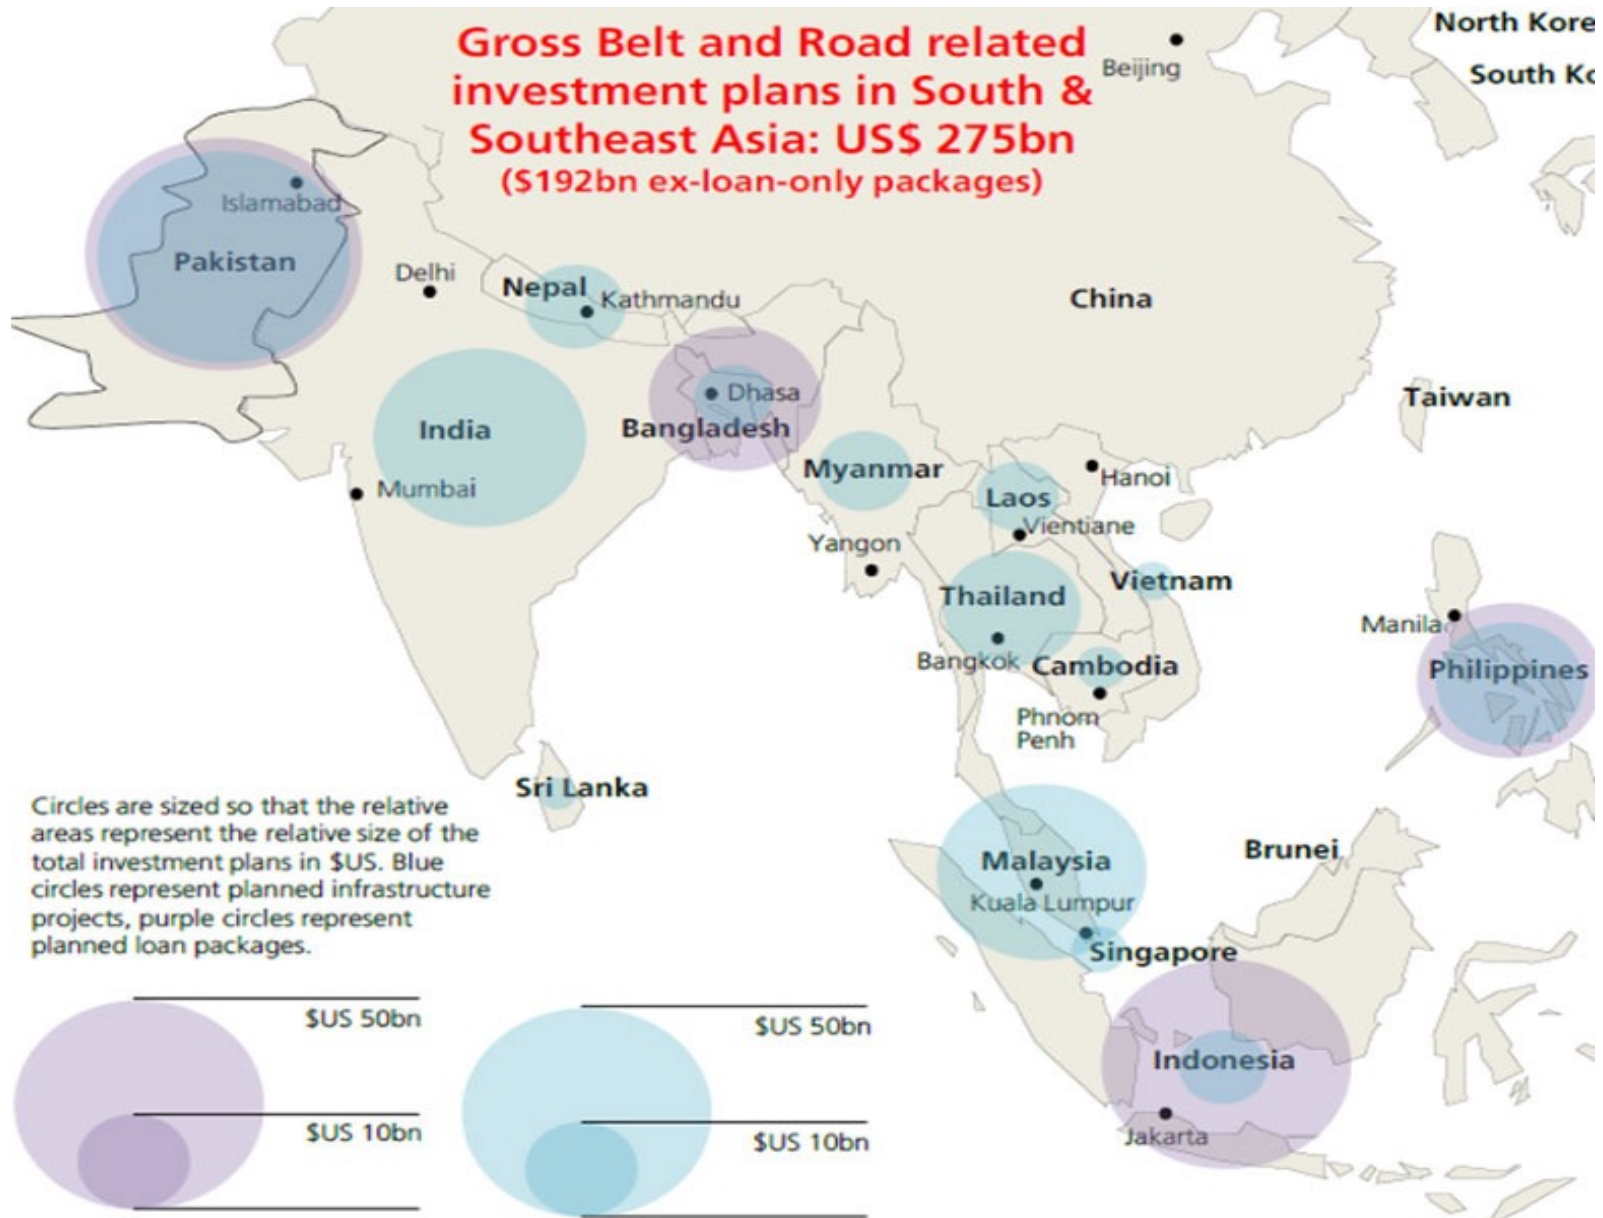 Gross Belt and Road related
investment plans in South &
Southeast Asia: US$ 275bn
($192bn ex-loan-only packages)
North Kore
Beijing
South Ko
Islamabad
Pakistan
Delhi
Nepal
Kathmandu
China
Dhasa
Taiwan
India
Bangladesh
Mumbai
Myanmar
Hanoi
Laos
Vientiane
Yangon
Vietnam
Thailand
Manila
Bangkok
Cambodia
Philippines
Phnom
Penh
Sri Lanka
Circles are sized so that the relative
areas represent the relative size of the
total investment plans in $US. Blue
circles represent planned infrastructure
projects, purple circles represent
planned loan packages.
Brunei
Malaysia
Kuala Lumpur
Singapore
$US 50bn
$US 50bn
Indonesia
$US 10bn
$US 10bn
Jakarta